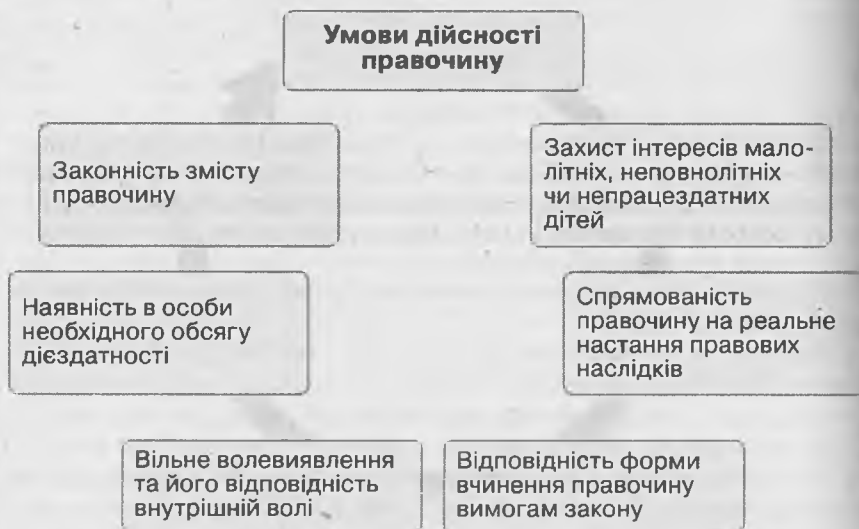 Умови дійсності
правочину
Законність змісту
правочину
Захист інтересів мало-
літніх, неповнолітніх
чи непрацездатних
дітей
Наявність в особи
необхідного обсягу
дієздатності
Спрямованість
правочину на реальне
настання правових
наслідків
Вільне волевиявлення
та його відповідність
внутрішній волі
Відповідність форми
вчинення правочину
вимогам закону